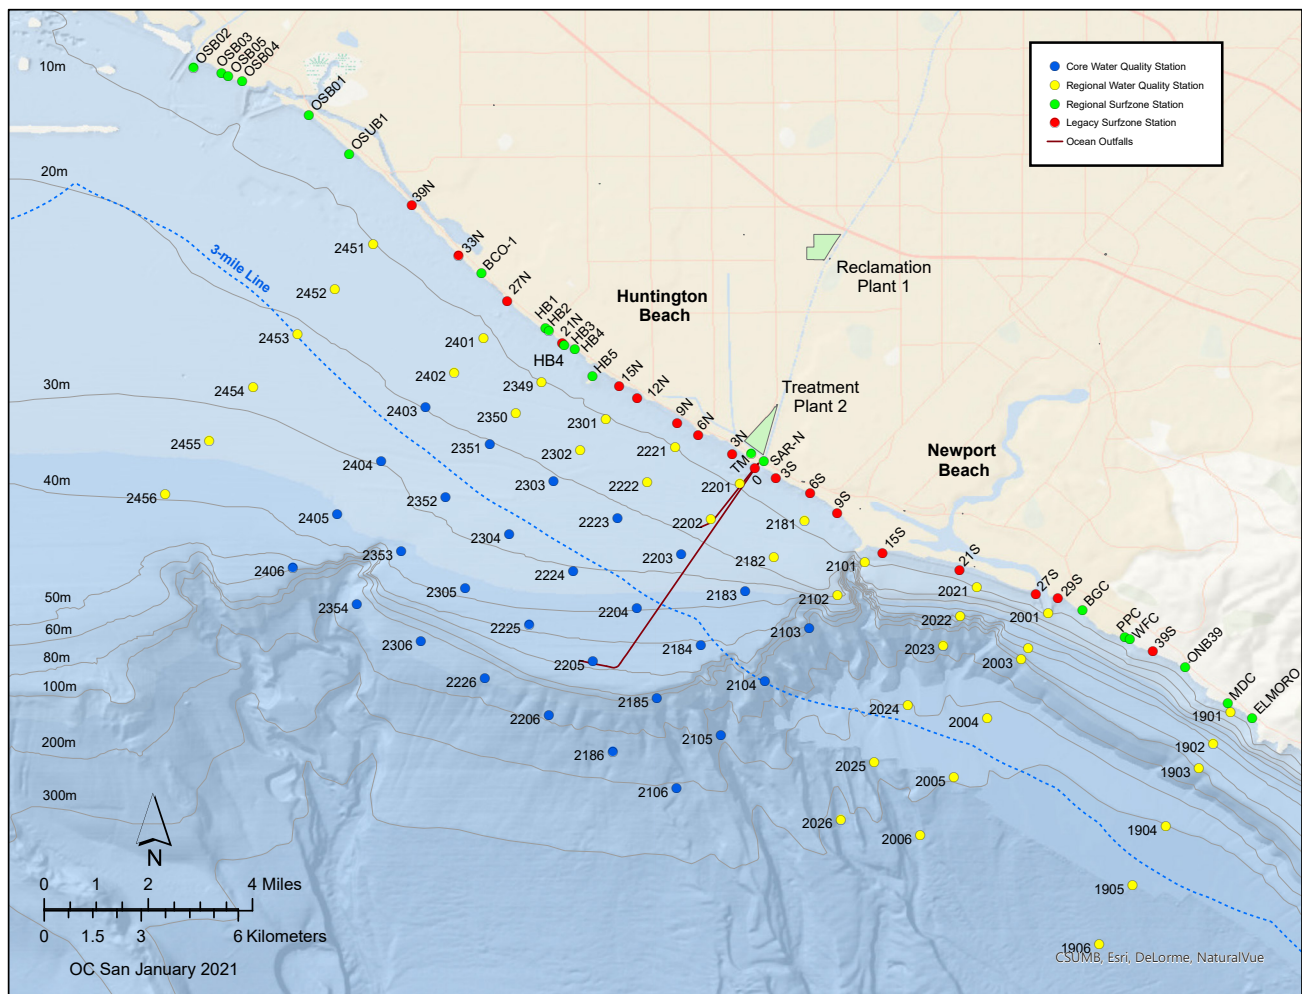 OSB02
OSB03
OSB05
OSB04
OSB01
OSUB1
39N
33N
BCO-1
27N
HB1
HB2
21N
HB3
HB4
HB4
HB5
15N
12N
9N
6N
3N
TM
0
SAR-N
3S
6S
9S
15S
21S
27S
29S
BGC
PPC
WFC
39S
ONB39
MDC
ELMORO
Core Water Quality Station
Regional Water Quality Station
Regional Surfzone Station
Legacy Surfzone Station
Ocean Outfalls
10m
20m
30m
40m
50m
60m
80m
100m
200m
300m
3-mile Line
Huntington
Beach
Reclamation
Plant 1
Treatment
Plant 2
Newport
Beach
2451
2452
2453
2454
2455
2456
2401
2402
2403
2404
2405
2406
2349
2350
2351
2352
2353
2354
2301
2302
2303
2304
2305
2306
2221
2222
2223
2224
2225
2226
2201
2202
2203
2204
2205
2206
2181
2182
2183
2184
2185
2186
2101
2102
2103
2104
2105
2106
2021
2022
2023
2024
2025
2026
2001
2003
2004
2005
2006
1901
1902
1903
1904
1905
1906
N
0 1 2 4 Miles
0 1.5 3 6 Kilometers
OC San January 2021
CSUMB, Esri, DeLorme, NaturalVue